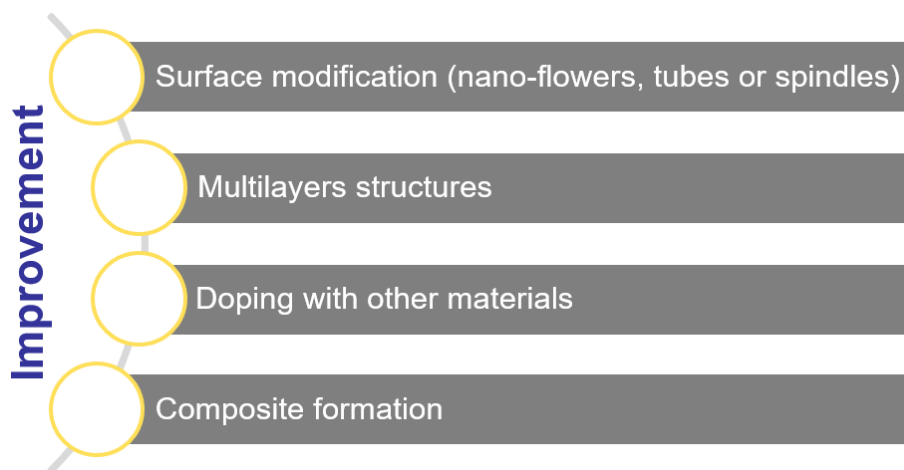 Improvement
Surface modification (nano-flowers, tubes or spindles)
Multilayers structures
Doping with other materials
Composite formation